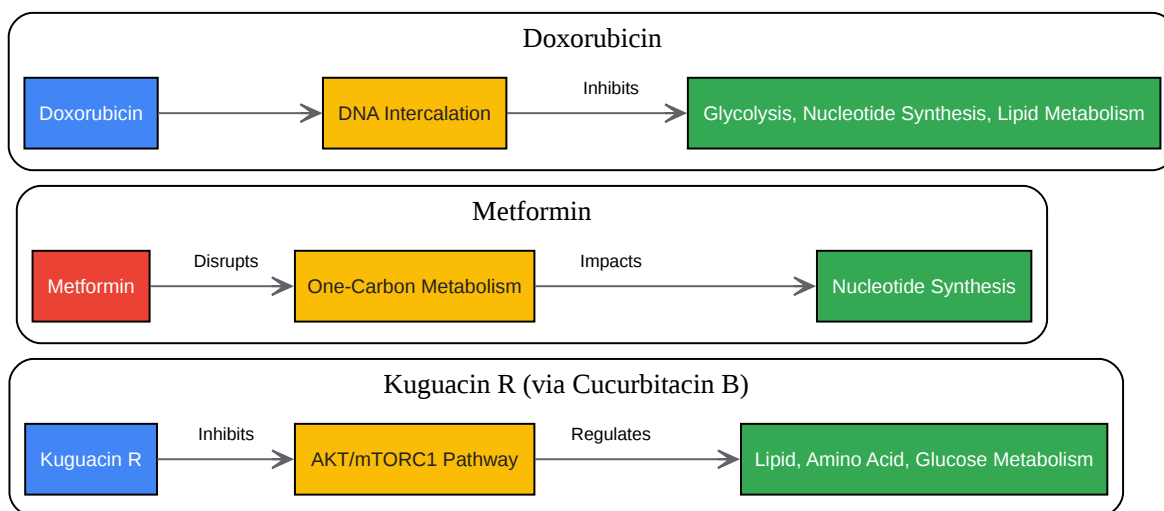 Doxorubicin
Inhibits
Doxorubicin
DNA Intercalation
Glycolysis, Nucleotide Synthesis, Lipid Metabolism
Metformin
Disrupts
Impacts
Metformin
One-Carbon Metabolism
Nucleotide Synthesis
Kuguacin R (via Cucurbitacin B)
Inhibits
Regulates
Kuguacin R
AKT/mTORC1 Pathway
Lipid, Amino Acid, Glucose Metabolism